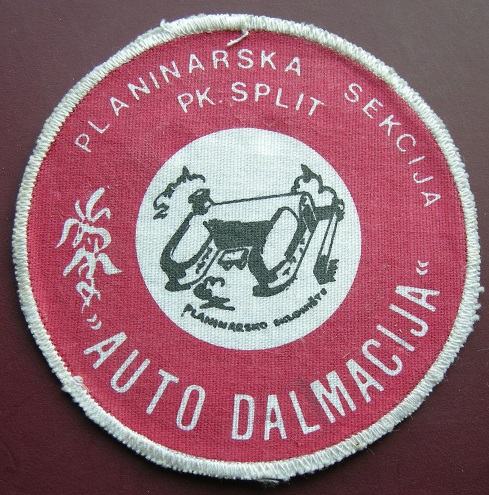 PLANINARSKA SEKCIJA
PK. SPLIT
PLANINARSKO SKLONIŠTE
»AUTO DALMACIJA«